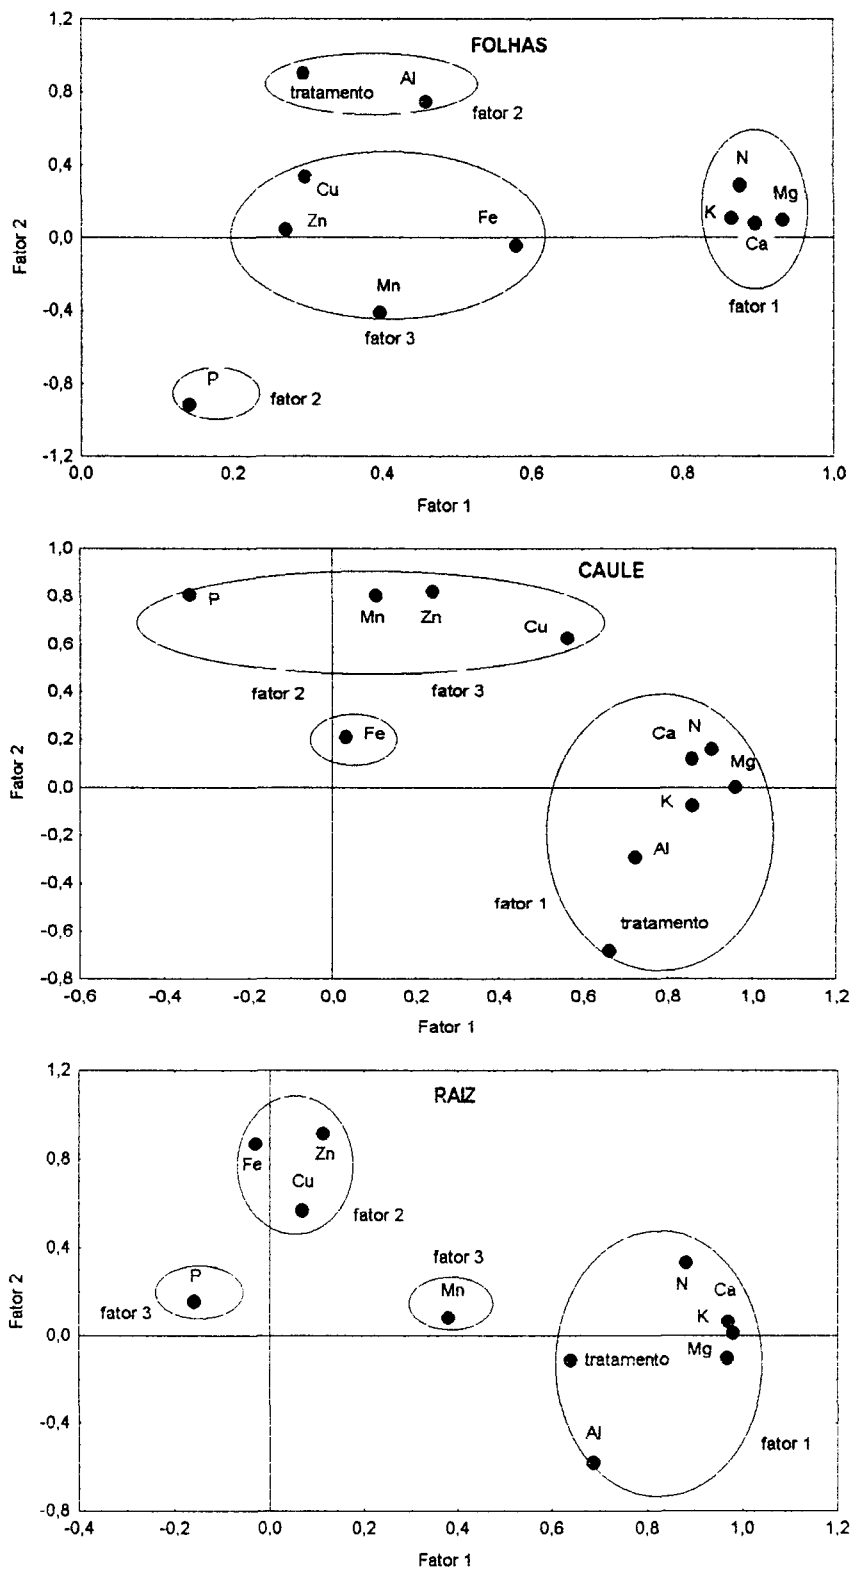 1,2
FOLHAS
0,8
tratamento
Al
fator 2
0,4
N
Cu
Mg
K
Zn
Fe
0,0
Ca
Mn
fator 1
-0,4
fator 3
P
-0,8
fator 2
-1,2
0,0 0,2 0,4 0,6 0,8 1,0
Fator 1
Fator 2
1,0
CAULE
0,8
P
Mn Zn
Cu
0,6
fator 2 fator 3
0,4
Fe
Ca N
0,2
Mg
0,0
K
-0,2
Al
-0,4
fator 1
tratamento
-0,6
-0,8
-0,6 -0,4 -0,2 0,0 0,2 0,4 0,6 0,8 1,0 1,2
Fator 1
Fator 2
1,2
RAIZ
0,8
Fe
Zn
Cu
fator 2
0,4
fator 3
P
Mn
N
Ca
fator 3
K
0,0
Mg
tratamento
-0,4
Al
fator 1
-0,8
-0,4 -0,2 0,0 0,2 0,4 0,6 0,8 1,0 1,2
Fator 1
Fator 2